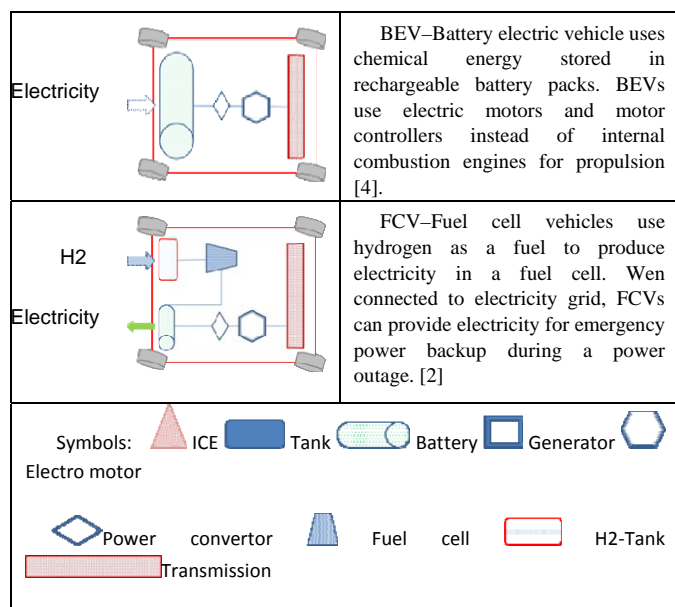 Electricity
BEV–Battery electric vehicle uses
chemical energy stored in
rechargeable battery packs. BEVs
use electric motors and motor
controllers instead of internal
combustion engines for propulsion
[4].
H2
Electricity
FCV–Fuel cell vehicles use
hydrogen as a fuel to produce
electricity in a fuel cell. Wen
connected to electricity grid, FCVs
can provide electricity for emergency
power backup during a power
outage. [2]
Symbols: ICE Tank Battery Generator
Electro motor
Power convertor Fuel cell H2-Tank
Transmission